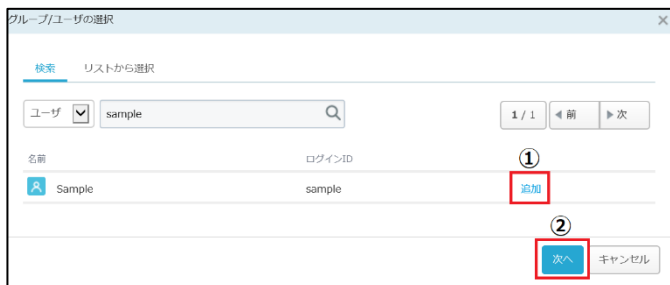 グループ/ユーザの選択 ×
検索 リストから選択
ユーザ sample 1 / 1 ◀前 ▶次
名前 ログインID ①
Sample sample 追加
②
次へ キャンセル